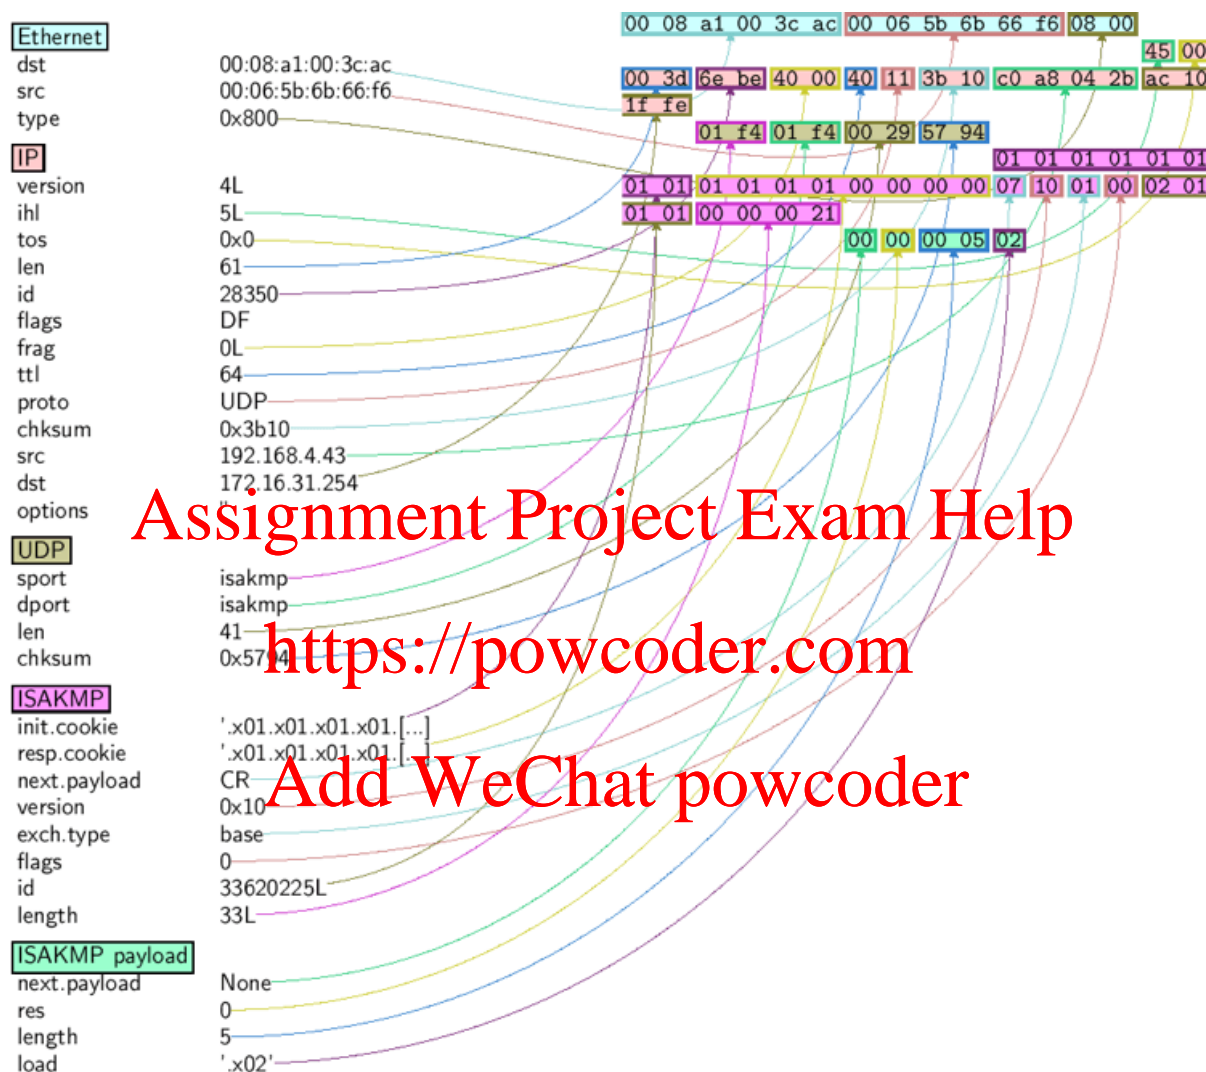 00 08 a1 00 3c ac 00 06 5b 6b 66 f6 08 00
Ethernet
45 00
dst 00:08:a1:00:3c:ac
00 3d 6e be 40 00 40 11 3b 10 c0 a8 04 2b ac 10
src 00:06:5b:6b:66:f6
1f fe
type 0x800
01 f4 01 f4 00 29 57 94
IP
01 01 01 01 01 01
version 4L
01 01 01 01 01 01 00 00 00 00 07 10 01 00 02 01
ihl 5L
01 01 00 00 00 21
tos 0x0
00 00 00 05 02
len 61
id 28350
flags DF
frag 0L
ttl 64
proto UDP
chksum 0x3b10
src 192.168.4.43
dst 172.16.31.254
options
Assignment Project Exam Help
UDP
sport isakmp
dport isakmp
len 41
https://powcoder.com
chksum 0x5794
ISAKMP
init.cookie '.x01.x01.x01.x01.[...]
resp.cookie '.x01.x01.x01.x01.[...]
next.payload CR
Add WeChat powcoder
version 0x10
exch.type base
flags 0
id 33620225L
length 33L
ISAKMP payload
next.payload None
res 0
length 5
load '.x02'